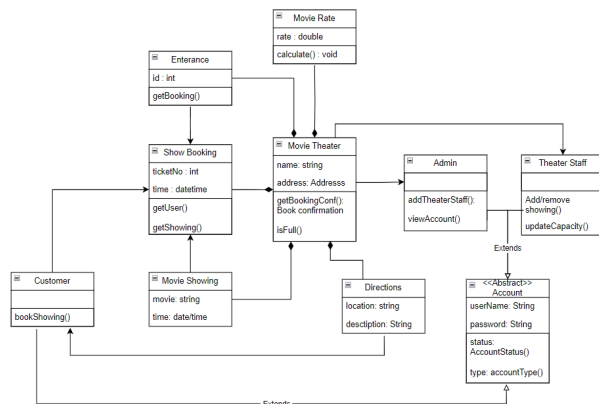 Movie Rate
rate : double
calculate() : void
Enterance
id : int
getBooking()
Show Booking
ticketNo : int
time : datetime
getUser()
getShowing()
Movie Theater
name: string
address: Addresss
getBookingConf():
Book confirmation
isFull()
Admin
addTheaterStaff():
viewAccount()
Theater Staff
Add/remove
showing()
updateCapacity()
Extends
Customer
bookShowing()
Movie Showing
movie: string
time: date/time
Directions
location: string
desctiption: String
<<Abstract>>
Account
userName: String
password: String
status:
AccountStatus()
type: accountType()
Extends